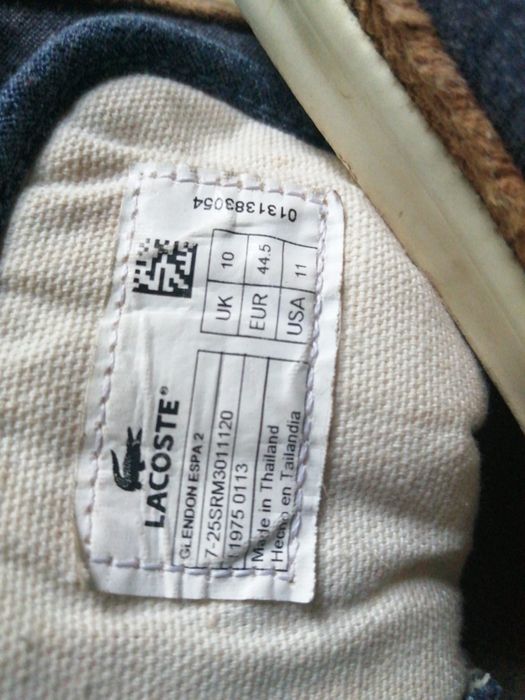 LACOSTE®
GLENDON ESPA 2
7-25SRM3011120
11975 0113
Made in Thailand
Hecho en Tailandia
UK 10
EUR 44.5
USA 11
0131383054